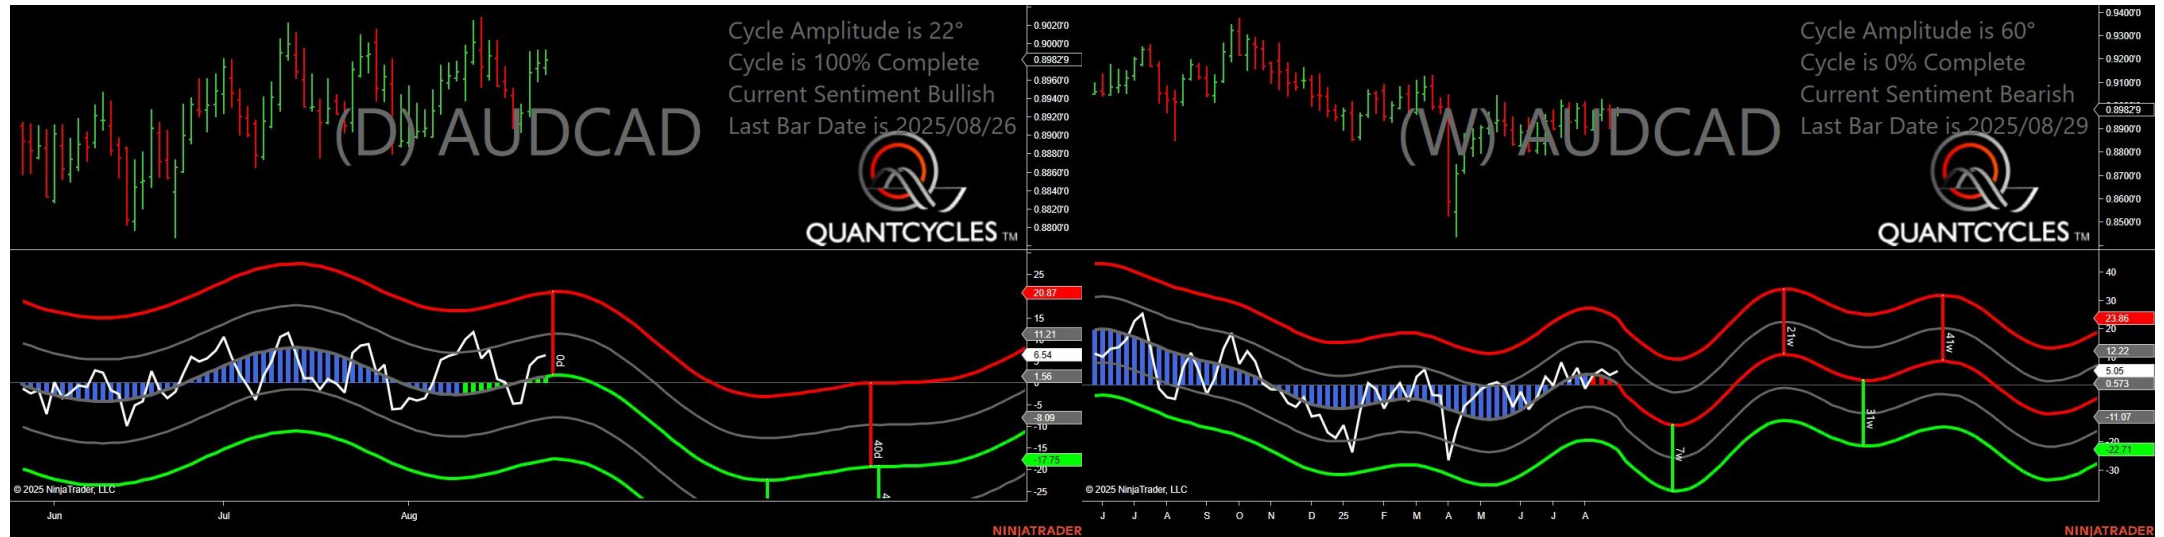 Cycle Amplitude is 22°
Cycle is 100% Complete
Current Sentiment Bullish
Last Bar Date is 2025/08/26
(D) AUDCAD
QUANTCYCLES TM
0.9020'0
0.9000'0
0.8982'9
0.8960'0
0.8940'0
0.8920'0
0.8900'0
0.8880'0
0.8860'0
0.8840'0
0.8820'0
0.8800'0
25
20.87
15
11.21
6.54
1.56
-5
-8.09
-10
-15
-17.75
-20
-25
0d
40d
4
© 2025 NinjaTrader, LLC
Jun
Jul
Aug
NINJATRADER
Cycle Amplitude is 60°
Cycle is 0% Complete
Current Sentiment Bearish
Last Bar Date is 2025/08/29
(W) AUDCAD
QUANTCYCLES TM
0.9400'0
0.9300'0
0.9200'0
0.9100'0
0.8982'9
0.8900'0
0.8800'0
0.8700'0
0.8600'0
0.8500'0
40
30
23.86
20
12.22
5.05
0.573
-11.07
-20
-22.71
-30
7w
21w
31w
41w
© 2025 NinjaTrader, LLC
J J A S O N D 25 F M A M J J A
NINJATRADER